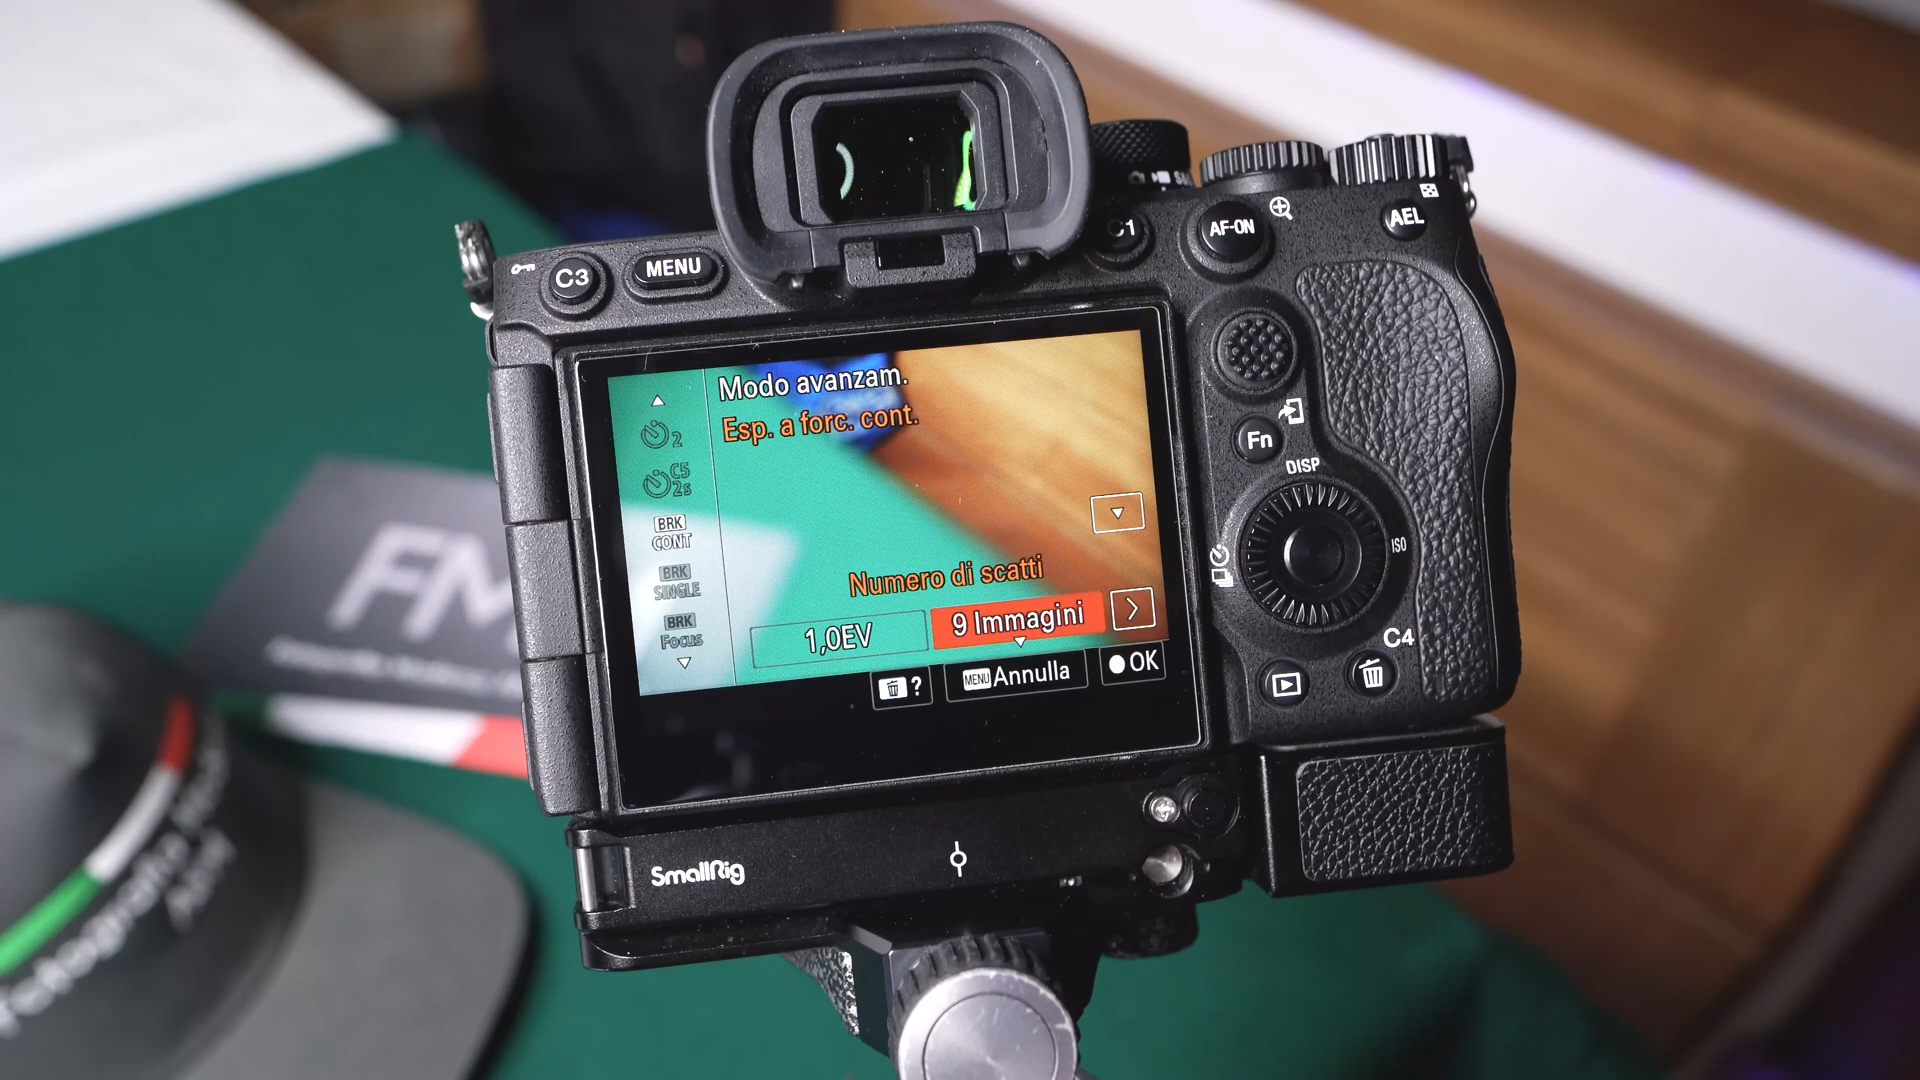 C3
MENU
C1
AF-ON
AEL
Modo avanzam.
Esp. a forc. cont.
2
C5
2s
BRK
CONT
BRK
SINGLE
BRK
Focus
Numero di scatti
1,0EV
9 Immagini
?
MENU Annulla
OK
Fn
DISP
ISO
C4
SmallRig
FM
Fotografia